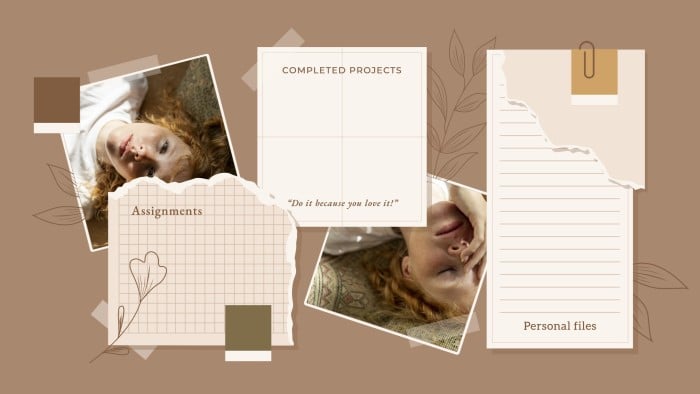 COMPLETED PROJECTS
“Do it because you love it!”
Assignments
Personal files